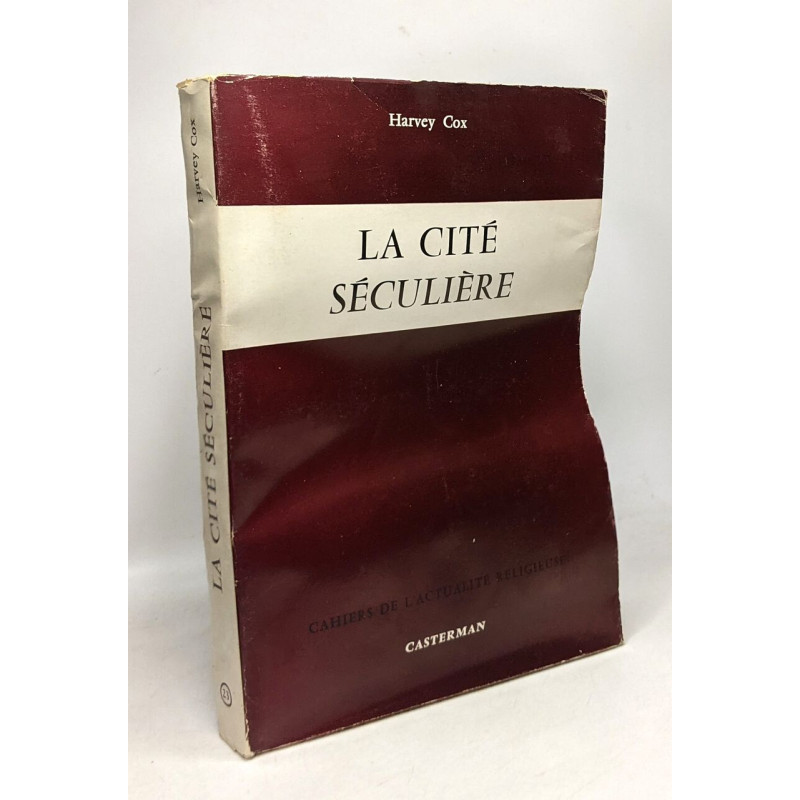 Harvey Cox
LA CITÉ
SÉCULIÈRE
CAHIERS DE L'ACTUALITÉ RELIGIEUSE
CASTERMAN
Harvey Cox
LA CITÉ SÉCULIÈRE
23